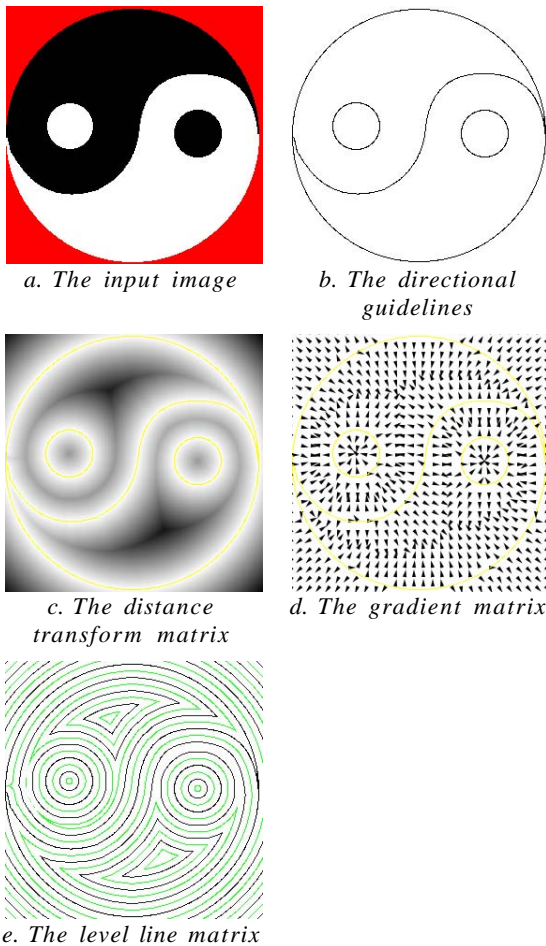 a. The input image
b. The directional
guidelines
c. The distance
transform matrix
d. The gradient matrix
e. The level line matrix